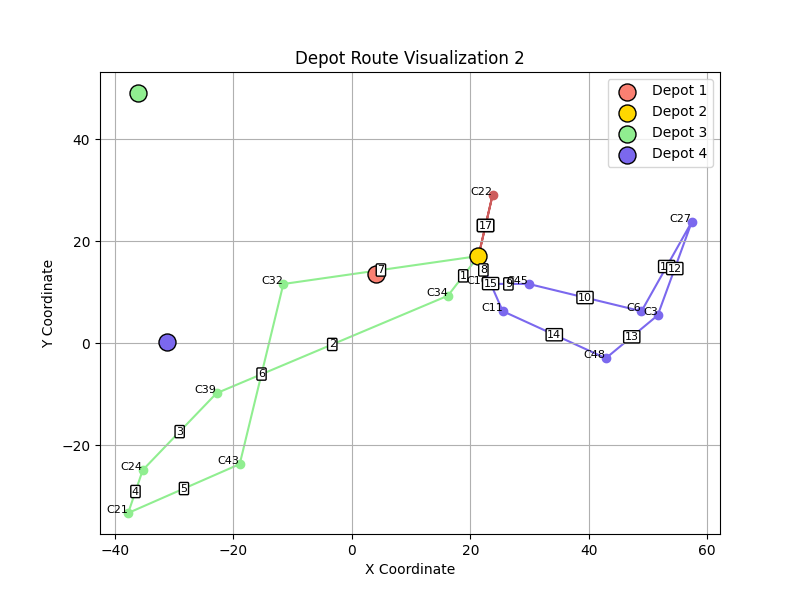 Depot Route Visualization 2
Depot 1
Depot 2
Depot 3
Depot 4
Y Coordinate
40
20
0
−20
−40
−20
0
20
40
60
X Coordinate
C22
17
C27
7
8
1
C32
C34
15
9
C45
10
12
C11
C6
C3
14
13
C48
2
6
C39
3
C24
4
C43
5
C21